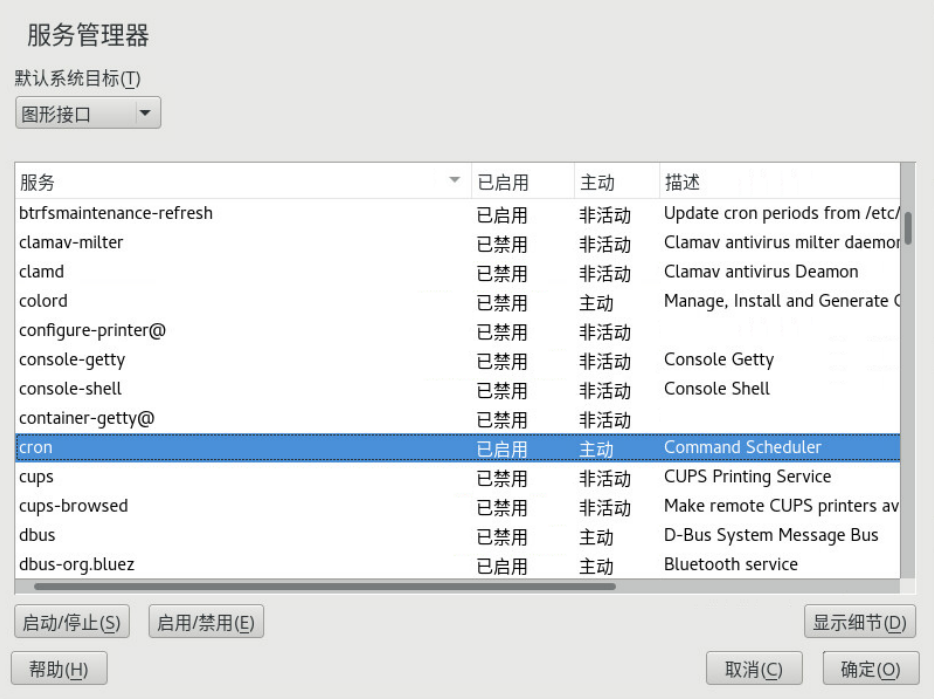 服务管理器
默认系统目标(T)
图形接口
服务 已启用 主动 描述
btrfsmaintenance-refresh 已启用 非活动 Update cron periods from /etc/
clamav-milter 已禁用 非活动 Clamav antivirus milter daemon
clamd 已禁用 非活动 Clamav antivirus Deamon
colord 已禁用 主动 Manage, Install and Generate C
configure-printer@ 已禁用 非活动
console-getty 已禁用 非活动 Console Getty
console-shell 已禁用 非活动 Console Shell
container-getty@ 已禁用 非活动
cron 已启用 主动 Command Scheduler
cups 已禁用 非活动 CUPS Printing Service
cups-browsed 已禁用 非活动 Make remote CUPS printers av
dbus 已禁用 主动 D-Bus System Message Bus
dbus-org.bluez 已启用 主动 Bluetooth service
启动/停止(S) 启用/禁用(E) 显示细节(D)
帮助(H) 取消(C) 确定(O)